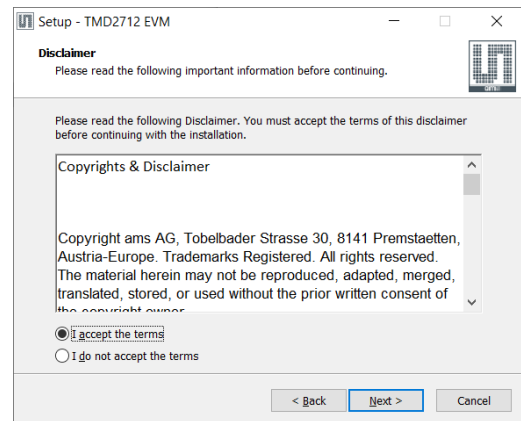 Setup - TMD2712 EVM
Disclaimer
Please read the following important information before continuing.
amu
Please read the following Disclaimer. You must accept the terms of this disclaimer
before continuing with the installation.
Copyrights & Disclaimer
Copyright ams AG, Tobelbader Strasse 30, 8141 Premstaetten,
Austria-Europe. Trademarks Registered. All rights reserved.
The material herein may not be reproduced, adapted, merged,
translated, stored, or used without the prior written consent of
the copyright owner.
I accept the terms
I do not accept the terms
< Back
Next >
Cancel